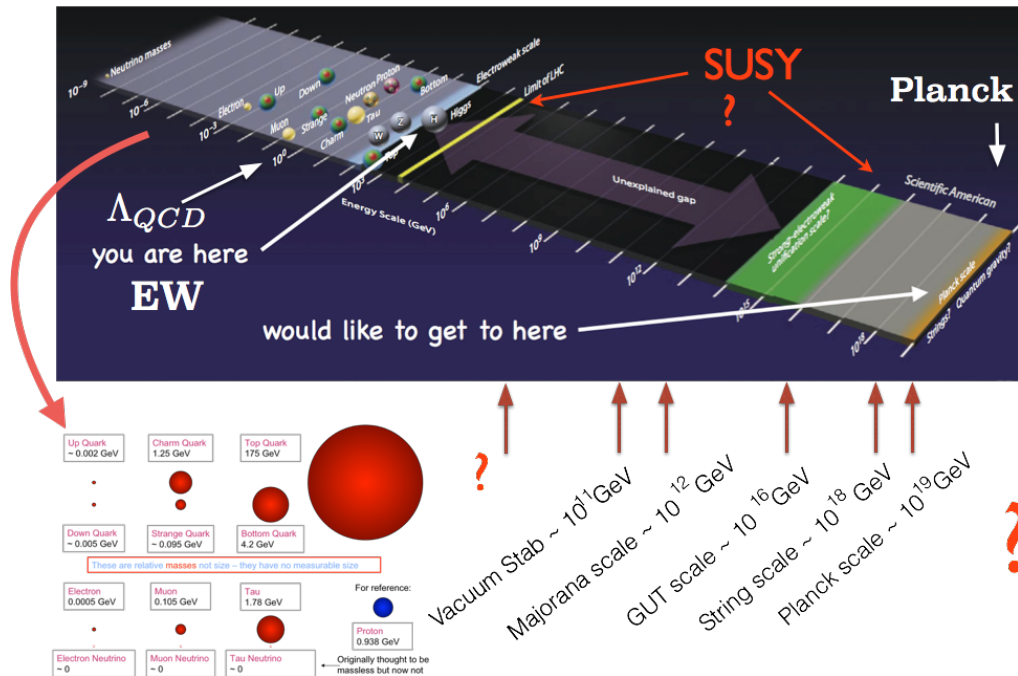 Neutrino masses
10⁻⁹
10⁻⁶
10⁻³
10⁰
10³
10⁶
10⁹
10¹²
10¹⁵
10¹⁸
Energy Scale (GeV)
Electron
Up
Down
Muon
Strange
Charm
Neutron
Proton
Tau
Bottom
W
Z
H
Higgs
Top
Electroweak scale
Limit of LHC
SUSY
?
Planck
Unexplained gap
Scientific American
Strong-electroweak
unification scale?
Planck scale
Strings? Quantum gravity?
Λ_QCD
you are here
EW
would like to get to here
?
Vacuum Stab ~ 10¹¹GeV
Majorana scale ~ 10¹² GeV
GUT scale ~ 10¹⁶ GeV
String scale ~ 10¹⁸ GeV
Planck scale ~ 10¹⁹ GeV
?
Up Quark
~ 0.002 GeV
Charm Quark
1.25 GeV
Top Quark
175 GeV
Down Quark
~ 0.005 GeV
Strange Quark
~ 0.095 GeV
Bottom Quark
4.2 GeV
These are relative masses not size – they have no measurable size
Electron
0.0005 GeV
Muon
0.105 GeV
Tau
1.78 GeV
For reference:
Proton
0.938 GeV
Electron Neutrino
~ 0
Muon Neutrino
~ 0
Tau Neutrino
~ 0
Originally thought to be
massless but now not